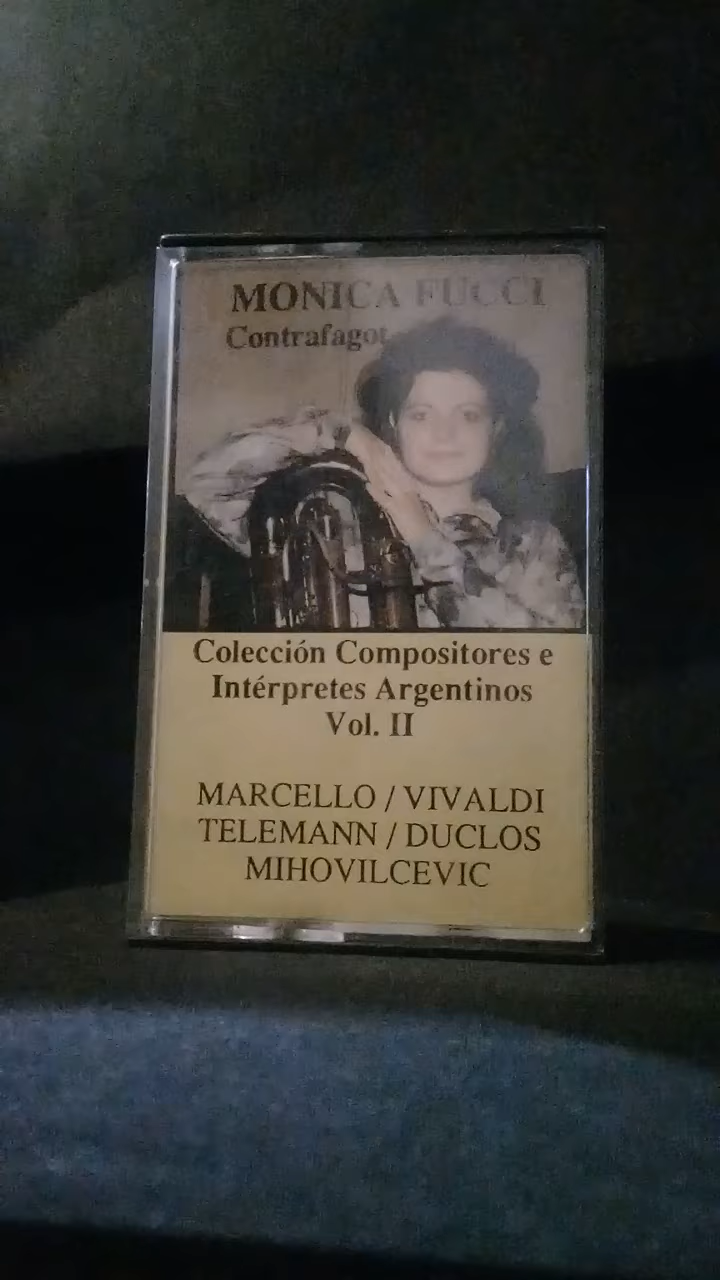 MONICA FUCCI
Contrafagot
Colección Compositores e
Intérpretes Argentinos
Vol. II
MARCELLO / VIVALDI
TELEMANN / DUCLOS
MIHOVILCEVIC